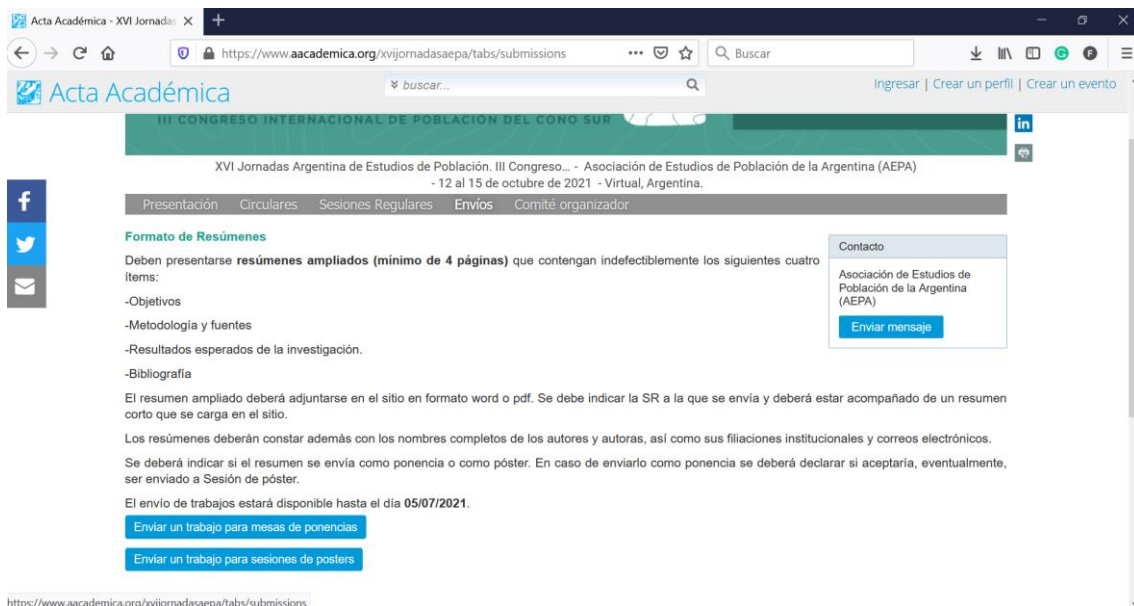 Acta Académica - XVI Jornadas
https://www.aacademica.org/xvijornadasaepa/tabs/submissions
Buscar
Acta Académica
buscar...
Ingresar | Crear un perfil | Crear un evento
III CONGRESO INTERNACIONAL DE POBLACIÓN DEL CONO SUR
XVI Jornadas Argentina de Estudios de Población. III Congreso... - Asociación de Estudios de Población de la Argentina (AEPA)
- 12 al 15 de octubre de 2021 - Virtual, Argentina.
Presentación Circulares Sesiones Regulares Envíos Comité organizador
Formato de Resúmenes
Deben presentarse resúmenes ampliados (mínimo de 4 páginas) que contengan indefectiblemente los siguientes cuatro
ítems:
-Objetivos
-Metodología y fuentes
-Resultados esperados de la investigación.
-Bibliografía
El resumen ampliado deberá adjuntarse en el sitio en formato word o pdf. Se debe indicar la SR a la que se envía y deberá estar acompañado de un resumen
corto que se carga en el sitio.
Los resúmenes deberán constar además con los nombres completos de los autores y autoras, así como sus filiaciones institucionales y correos electrónicos.
Se deberá indicar si el resumen se envía como ponencia o como póster. En caso de enviarlo como ponencia se deberá declarar si aceptaría, eventualmente,
ser enviado a Sesión de póster.
El envío de trabajos estará disponible hasta el día 05/07/2021.
Enviar un trabajo para mesas de ponencias
Enviar un trabajo para sesiones de posters
Contacto
Asociación de Estudios de
Población de la Argentina
(AEPA)
Enviar mensaje
https://www.aacademica.org/xvijornadasaepa/tabs/submissions